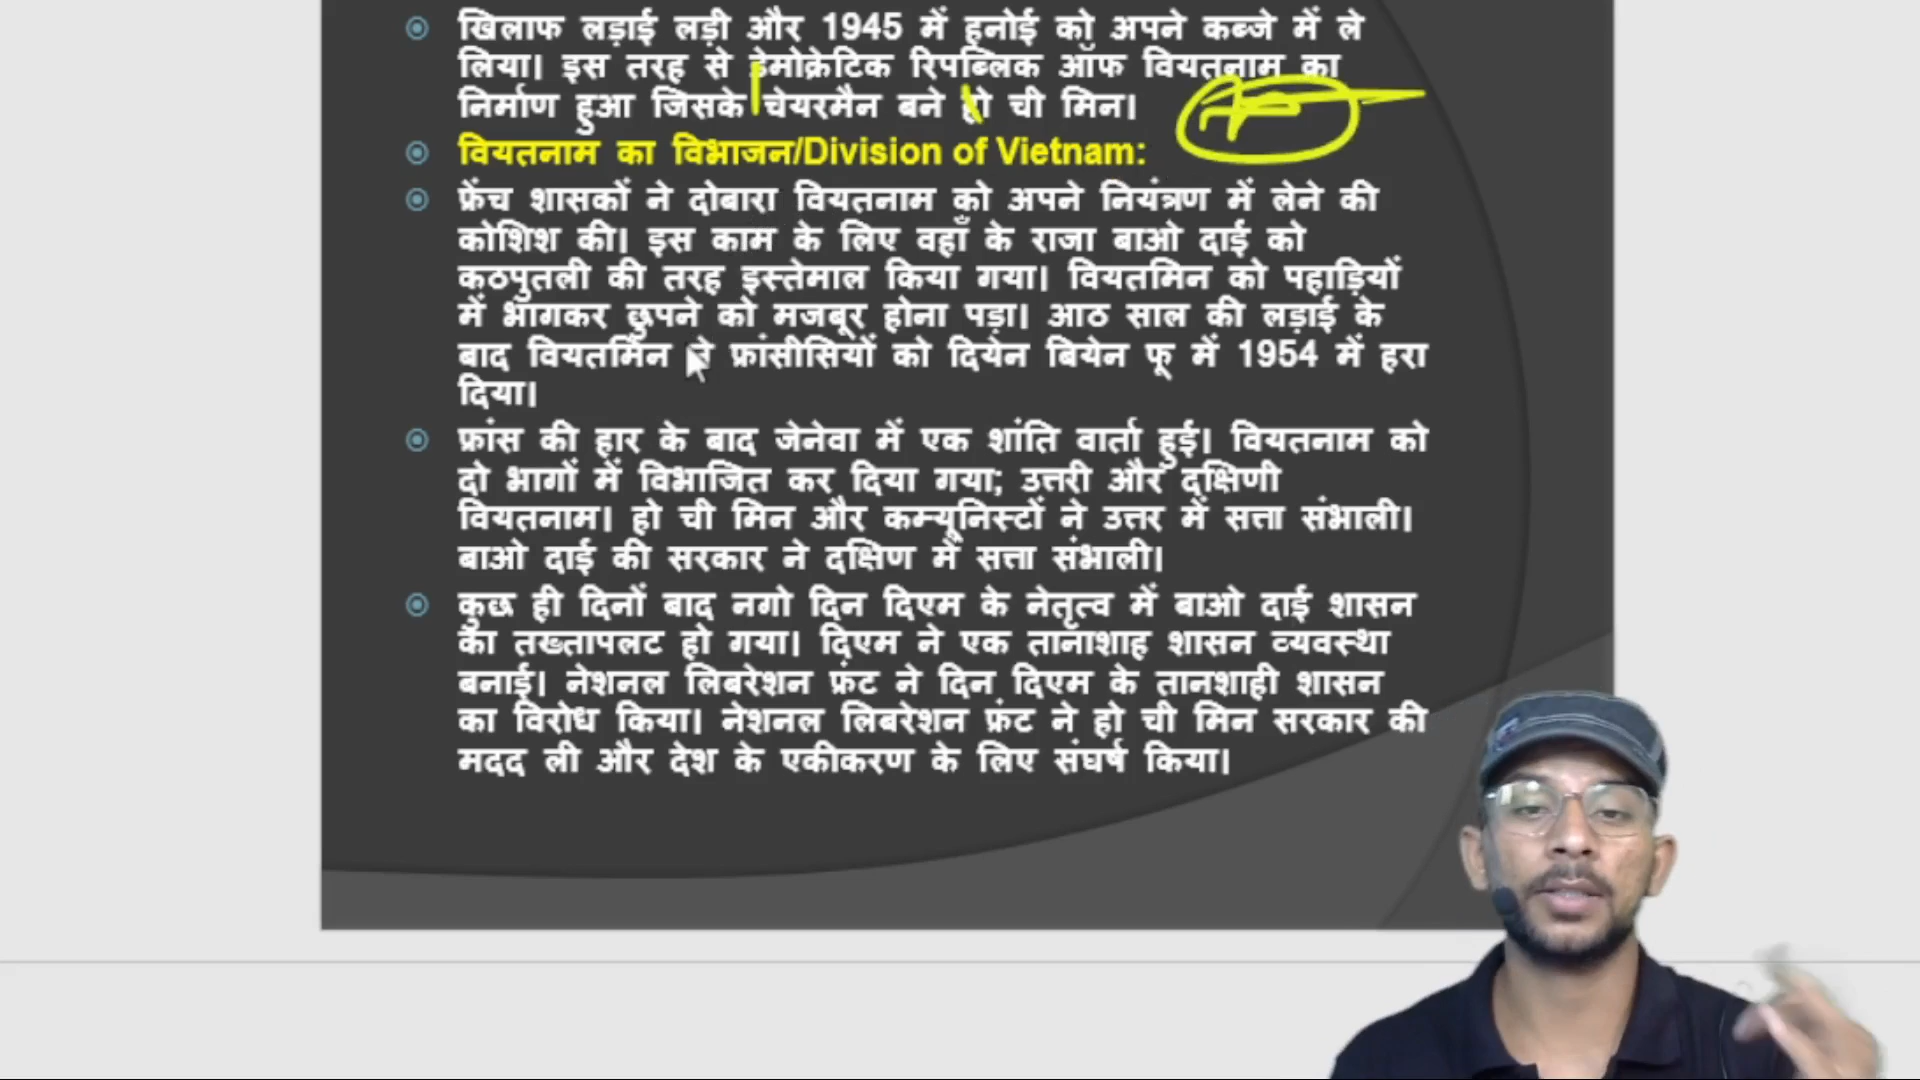 खिलाफ लड़ाई लड़ी और 1945 में हनोई को अपने कब्जे में ले
लिया। इस तरह से डेमोक्रेटिक रिपब्लिक ऑफ वियतनाम का
निर्माण हुआ जिसके चेयरमैन बने हो ची मिन।
वियतनाम का विभाजन/Division of Vietnam:
फ्रेंच शासकों ने दोबारा वियतनाम को अपने नियंत्रण में लेने की
कोशिश की। इस काम के लिए वहाँ के राजा बाओ दाई को
कठपुतली की तरह इस्तेमाल किया गया। वियतमिन को पहाड़ियों
में भागकर छुपने को मजबूर होना पड़ा। आठ साल की लड़ाई के
बाद वियतमिन ने फ्रांसीसियों को दियेन बियेन फू में 1954 में हरा
दिया।
फ्रांस की हार के बाद जेनेवा में एक शांति वार्ता हुई। वियतनाम को
दो भागों में विभाजित कर दिया गया; उत्तरी और दक्षिणी
वियतनाम। हो ची मिन और कम्यूनिस्टों ने उत्तर में सत्ता संभाली।
बाओ दाई की सरकार ने दक्षिण में सत्ता संभाली।
कुछ ही दिनों बाद नगो दिन दिएम के नेतृत्व में बाओ दाई शासन
का तख्तापलट हो गया। दिएम ने एक तानाशाह शासन व्यवस्था
बनाई। नेशनल लिबरेशन फ्रंट ने दिन दिएम के तानशाही शासन
का विरोध किया। नेशनल लिबरेशन फ्रंट ने हो ची मिन सरकार की
मदद ली और देश के एकीकरण के लिए संघर्ष किया।